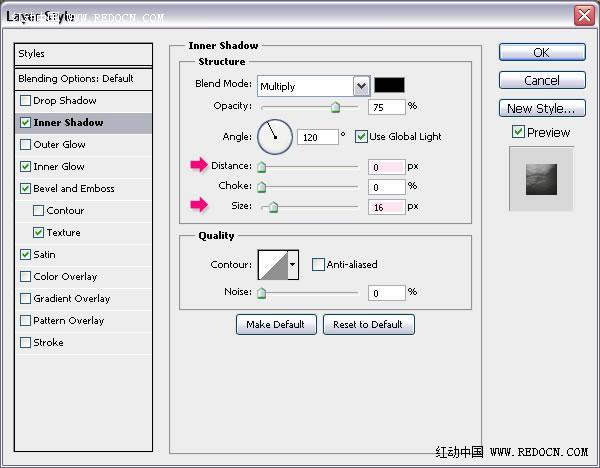 Layer Style
WWW.REDOCN.COM
Styles
Blending Options: Default
Drop Shadow
Inner Shadow
Outer Glow
Inner Glow
Bevel and Emboss
Contour
Texture
Satin
Color Overlay
Gradient Overlay
Pattern Overlay
Stroke
Inner Shadow
Structure
Blend Mode: Multiply
Opacity: 75 %
Angle: 120 ° Use Global Light
Distance: 0 px
Choke: 0 %
Size: 16 px
Quality
Contour: Anti-aliased
Noise: 0 %
Make Default Reset to Default
OK
Cancel
New Style...
Preview
红动中国 WWW.REDOCN.COM